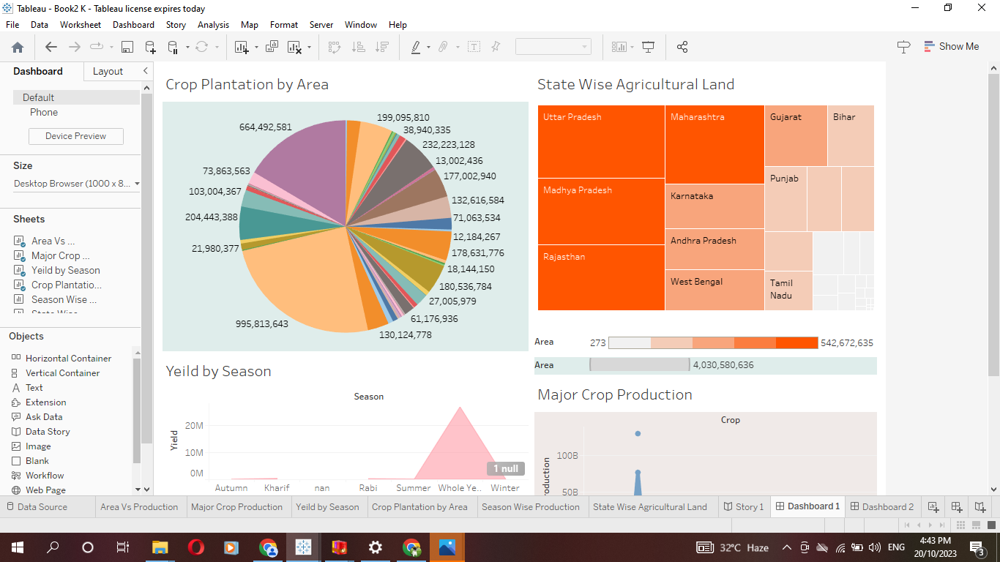 Tableau - Book2 K - Tableau license expires today
File Data Worksheet Dashboard Story Analysis Map Format Server Window Help
Show Me
Dashboard Layout
Default
Phone
Device Preview
Size
Desktop Browser (1000 x 8...
Sheets
Area Vs ...
Major Crop ...
Yeild by Season
Crop Plantatio...
Season Wise ...
Objects
Horizontal Container
Vertical Container
Text
Extension
Ask Data
Data Story
Image
Blank
Workflow
Web Page
Crop Plantation by Area
199,095,810
38,940,335
232,223,128
13,002,436
177,002,940
132,616,584
71,063,534
12,184,267
178,631,776
18,144,150
180,536,784
27,005,979
61,176,936
130,124,778
995,813,643
21,980,377
204,443,388
103,004,367
73,863,563
664,492,581
State Wise Agricultural Land
Uttar Pradesh
Madhya Pradesh
Rajasthan
Maharashtra
Karnataka
Andhra Pradesh
West Bengal
Gujarat
Bihar
Punjab
Tamil
Nadu
Area 273 542,672,635
Area 4,030,580,636
Yeild by Season
Season
Yield
20M
10M
0M
1 null
Autumn Kharif nan Rabi Summer Whole Ye.. Winter
Major Crop Production
Crop
100B
50B
Data Source Area Vs Production Major Crop Production Yeild by Season Crop Plantation by Area Season Wise Production State Wise Agricultural Land Story 1 Dashboard 1 Dashboard 2
32°C Haze ENG
4:43 PM
20/10/2023
3